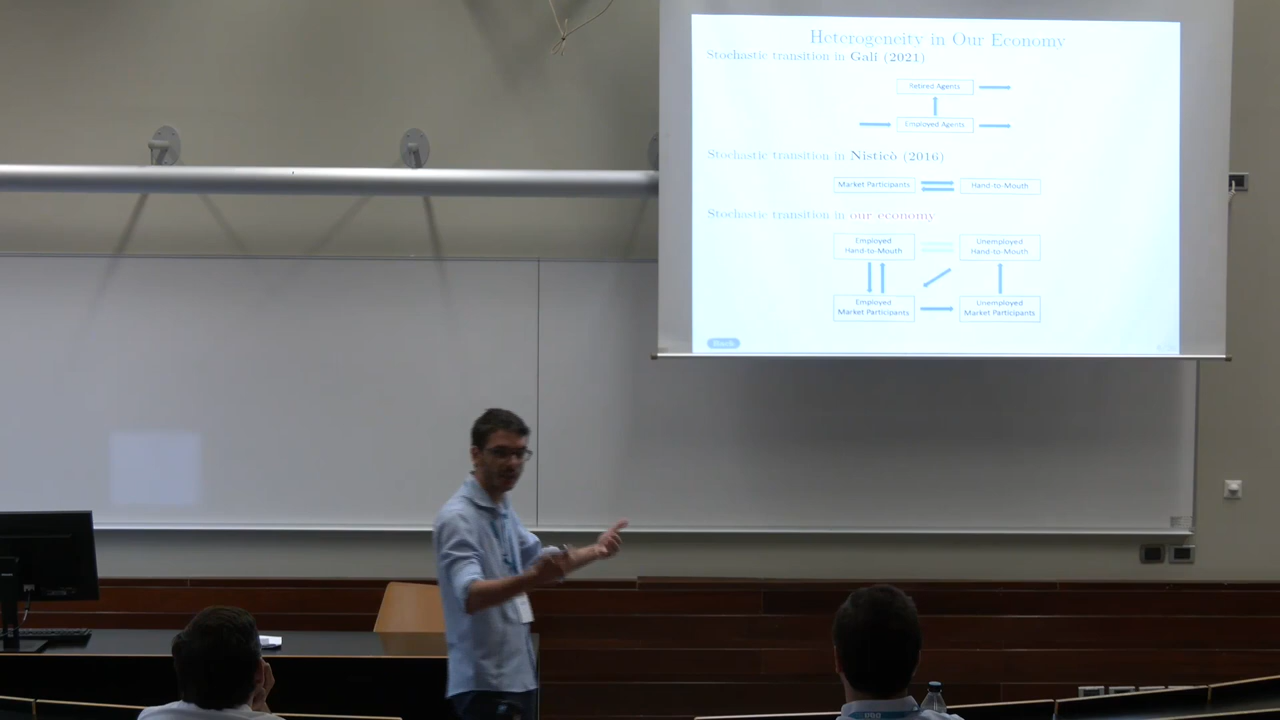 Heterogeneity in Our Economy
Stochastic transition in Galí (2021)
Retired Agents
Employed Agents
Stochastic transition in Nisticò (2016)
Market Participants
Hand-to-Mouth
Stochastic transition in our economy
Employed
Hand-to-Mouth
Unemployed
Hand-to-Mouth
Employed
Market Participants
Unemployed
Market Participants
Back